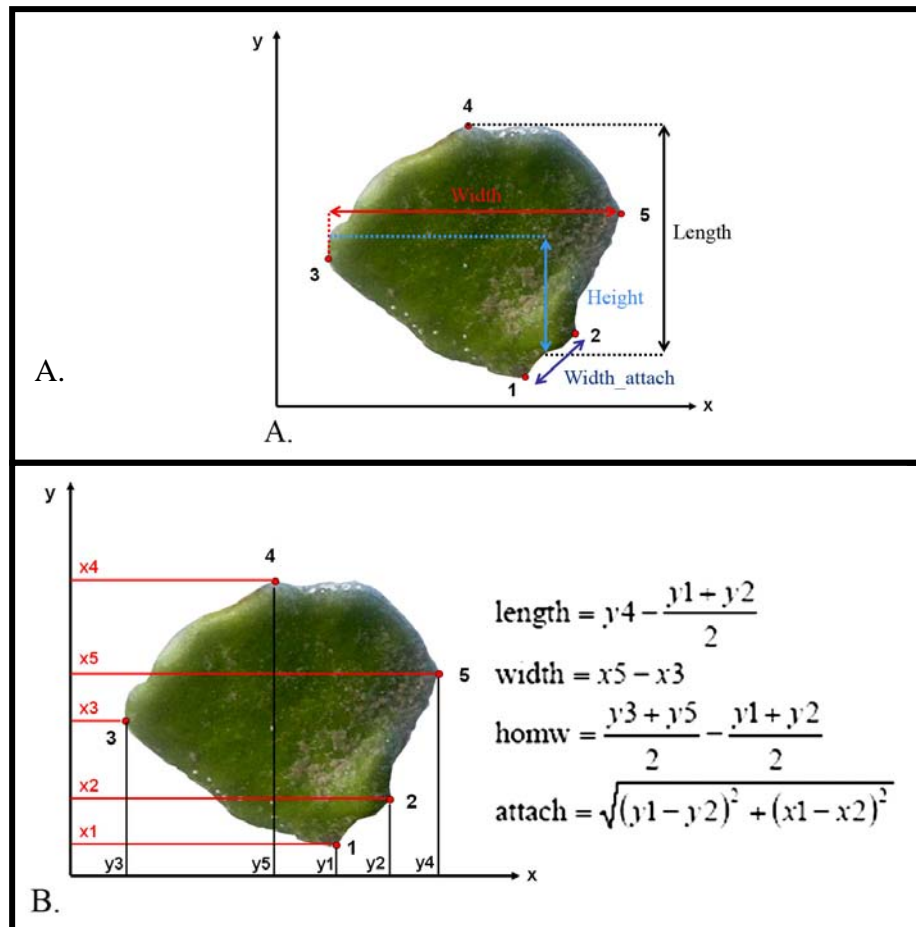 y
4
Width
5
Length
3
Height
2
1
Width_attach
x
A.
A.
y
4
x4
x5
5
x3
3
x2
2
x1
1
y3 y5 y1 y2 y4
x
B.
length = y4 − (y1 + y2)/2
width = x5 − x3
homw = (y3 + y5)/2 − (y1 + y2)/2
attach = √((y1 − y2)² + (x1 − x2)²)